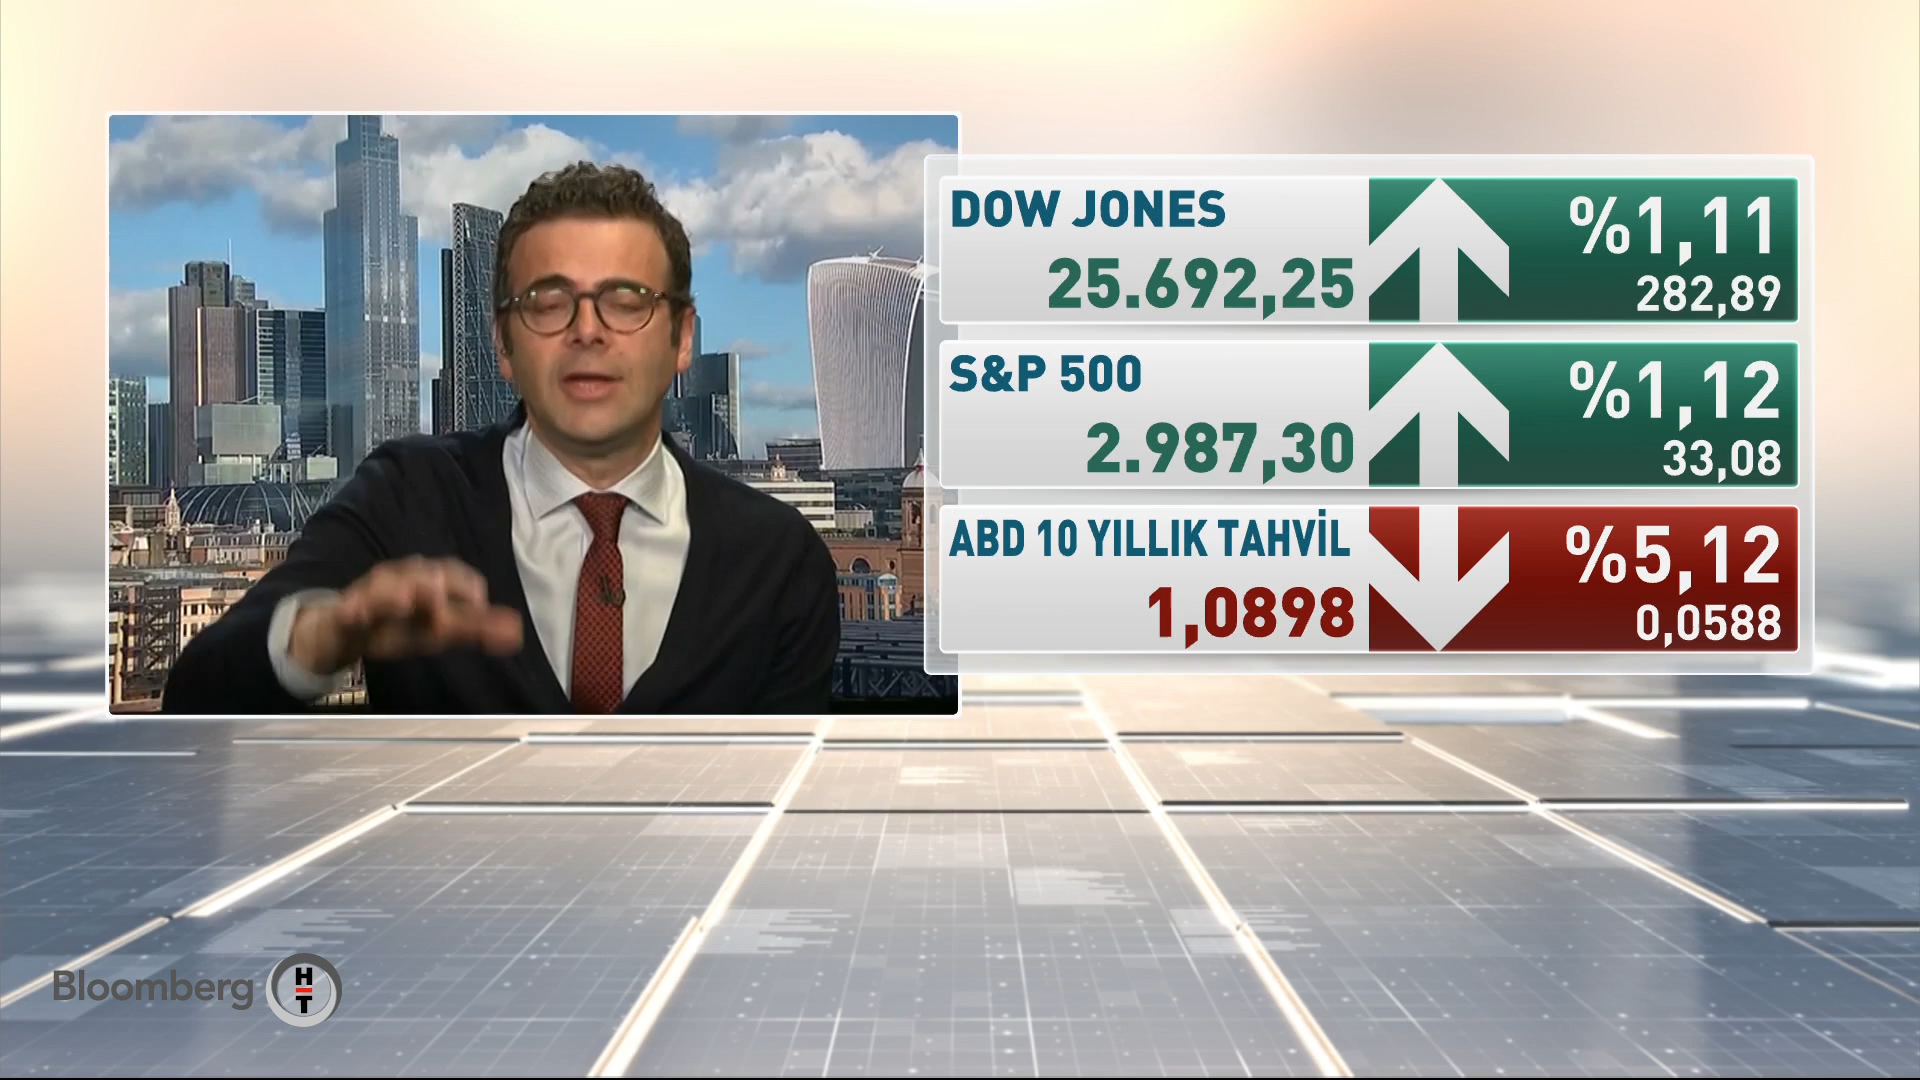 DOW JONES
25.692,25
%1,11
282,89
S&P 500
2.987,30
%1,12
33,08
ABD 10 YILLIK TAHVİL
1,0898
%5,12
0,0588
Bloomberg HT